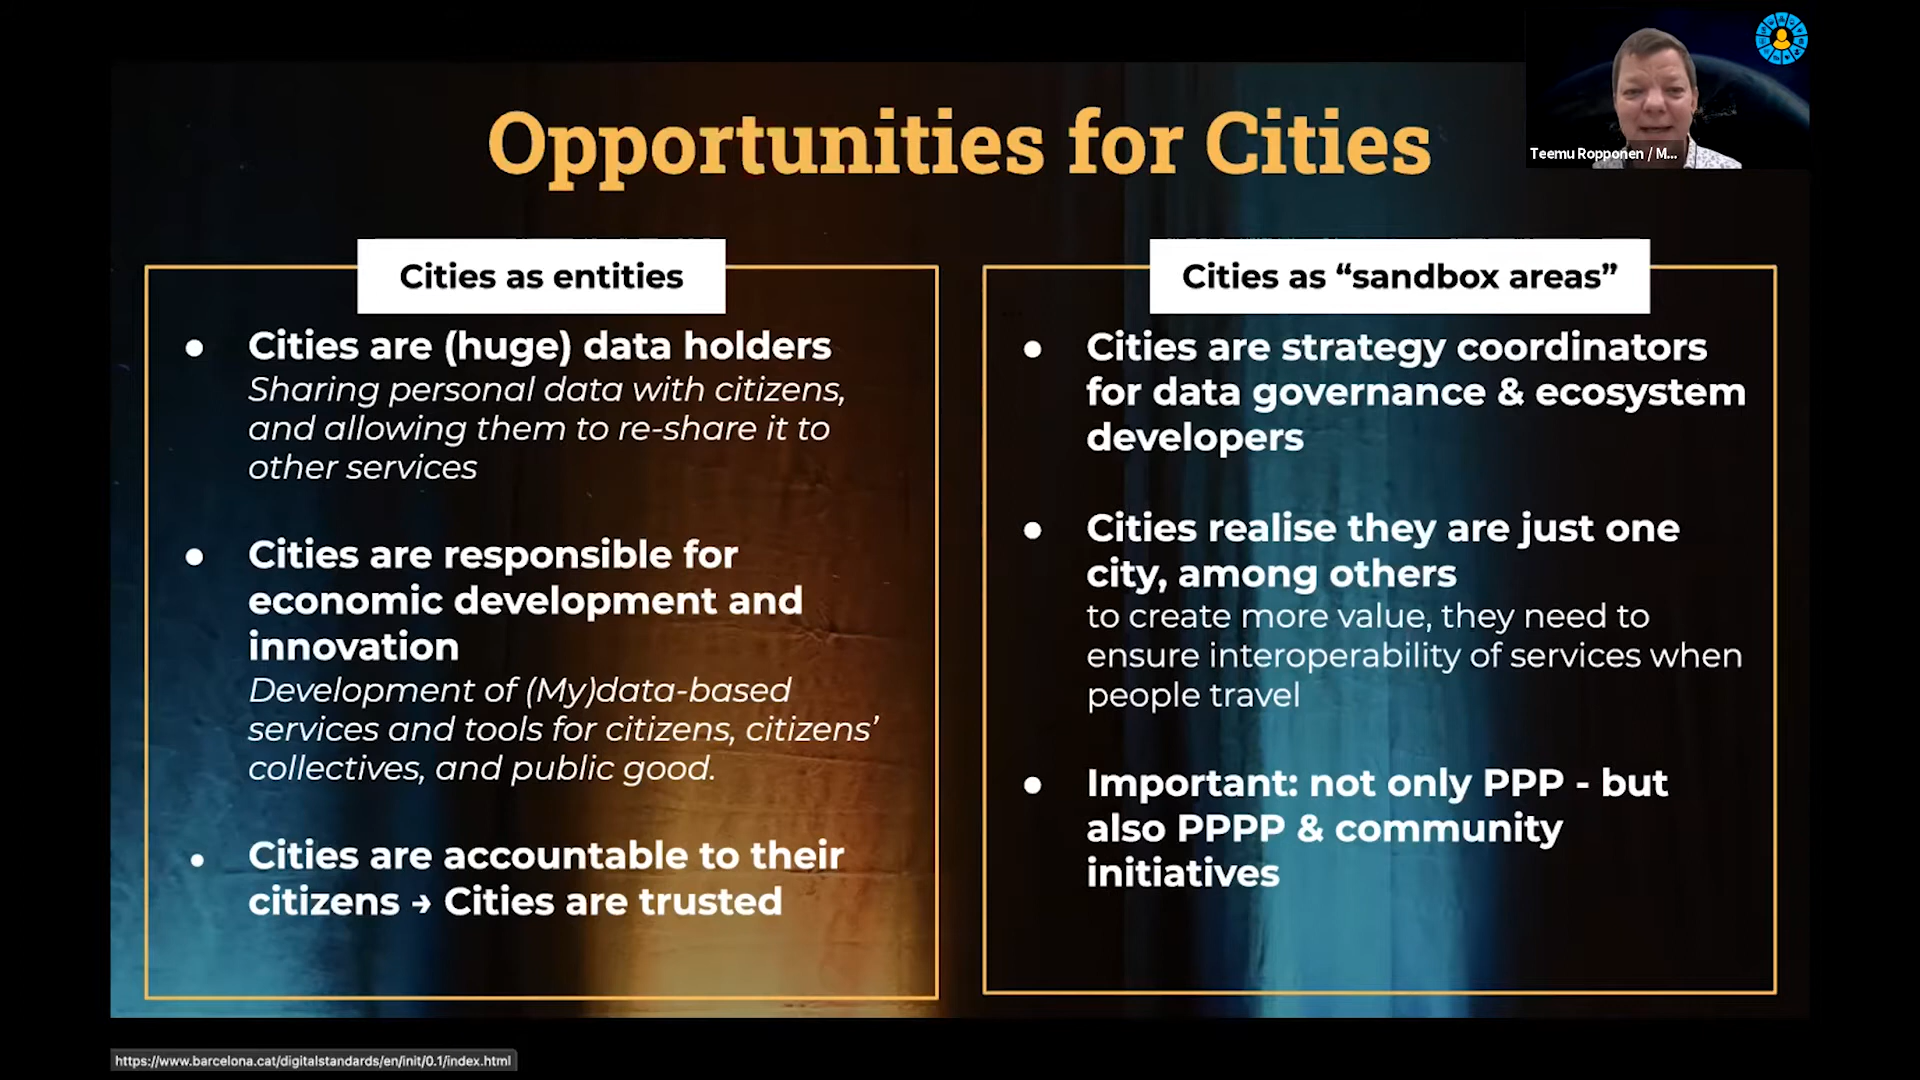 Opportunities for Cities
Teemu Ropponen / M...
Cities as entities
• Cities are (huge) data holders
Sharing personal data with citizens,
and allowing them to re-share it to
other services
• Cities are responsible for
economic development and
innovation
Development of (My)data-based
services and tools for citizens, citizens’
collectives, and public good.
• Cities are accountable to their
citizens → Cities are trusted
Cities as “sandbox areas”
• Cities are strategy coordinators
for data governance & ecosystem
developers
• Cities realise they are just one
city, among others
to create more value, they need to
ensure interoperability of services when
people travel
• Important: not only PPP - but
also PPPP & community
initiatives
https://www.barcelona.cat/digitalstandards/en/init/0.1/index.html